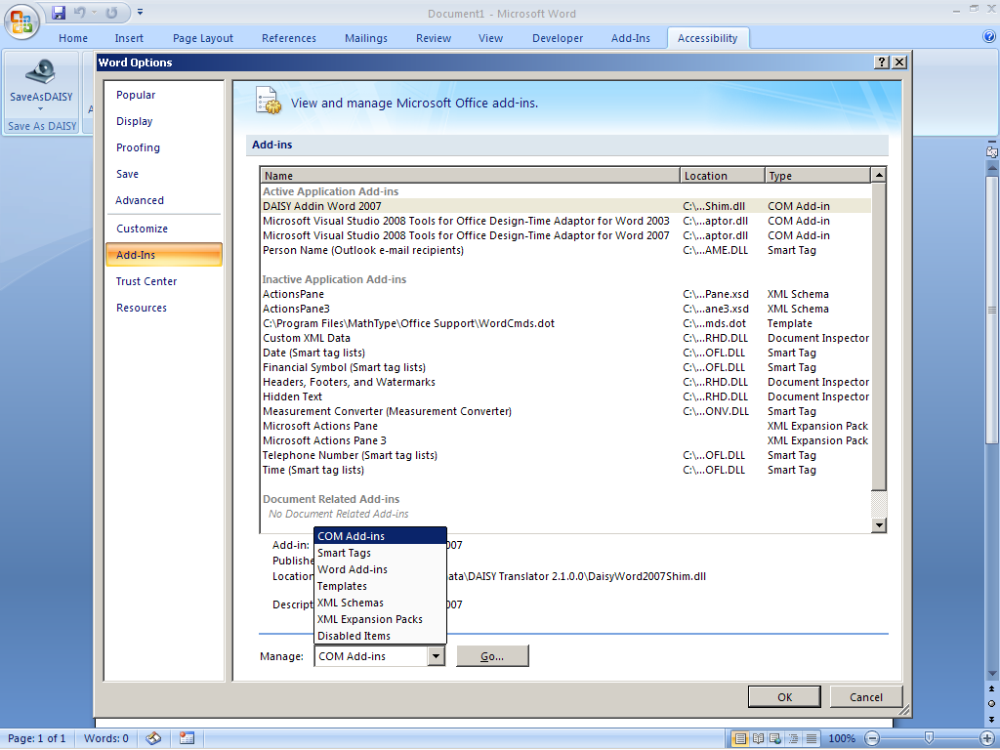 Document1 - Microsoft Word
Home Insert Page Layout References Mailings Review View Developer Add-Ins Accessibility
SaveAsDAISY
Save As DAISY
A
Word Options
Popular
Display
Proofing
Save
Advanced
Customize
Add-Ins
Trust Center
Resources
View and manage Microsoft Office add-ins.
Add-ins
Name Location Type
Active Application Add-ins
DAISY Addin Word 2007 C:\...Shim.dll COM Add-in
Microsoft Visual Studio 2008 Tools for Office Design-Time Adaptor for Word 2003 C:\...aptor.dll COM Add-in
Microsoft Visual Studio 2008 Tools for Office Design-Time Adaptor for Word 2007 C:\...aptor.dll COM Add-in
Person Name (Outlook e-mail recipients) C:\...AME.DLL Smart Tag
Inactive Application Add-ins
ActionsPane C:\...Pane.xsd XML Schema
ActionsPane3 C:\...ane3.xsd XML Schema
C:\Program Files\MathType\Office Support\WordCmds.dot C:\...mds.dot Template
Custom XML Data C:\...RHD.DLL Document Inspector
Date (Smart tag lists) C:\...OFL.DLL Smart Tag
Financial Symbol (Smart tag lists) C:\...OFL.DLL Smart Tag
Headers, Footers, and Watermarks C:\...RHD.DLL Document Inspector
Hidden Text C:\...RHD.DLL Document Inspector
Measurement Converter (Measurement Converter) C:\...ONV.DLL Smart Tag
Microsoft Actions Pane XML Expansion Pack
Microsoft Actions Pane 3 XML Expansion Pack
Telephone Number (Smart tag lists) C:\...OFL.DLL Smart Tag
Time (Smart tag lists) C:\...OFL.DLL Smart Tag
Document Related Add-ins
No Document Related Add-ins
Add-in: 007
Publishe
Location ata\DAISY Translator 2.1.0.0\DaisyWord2007Shim.dll
Descript 007
COM Add-ins
Smart Tags
Word Add-ins
Templates
XML Schemas
XML Expansion Packs
Disabled Items
Manage: COM Add-ins Go...
OK Cancel
Page: 1 of 1 Words: 0 100%